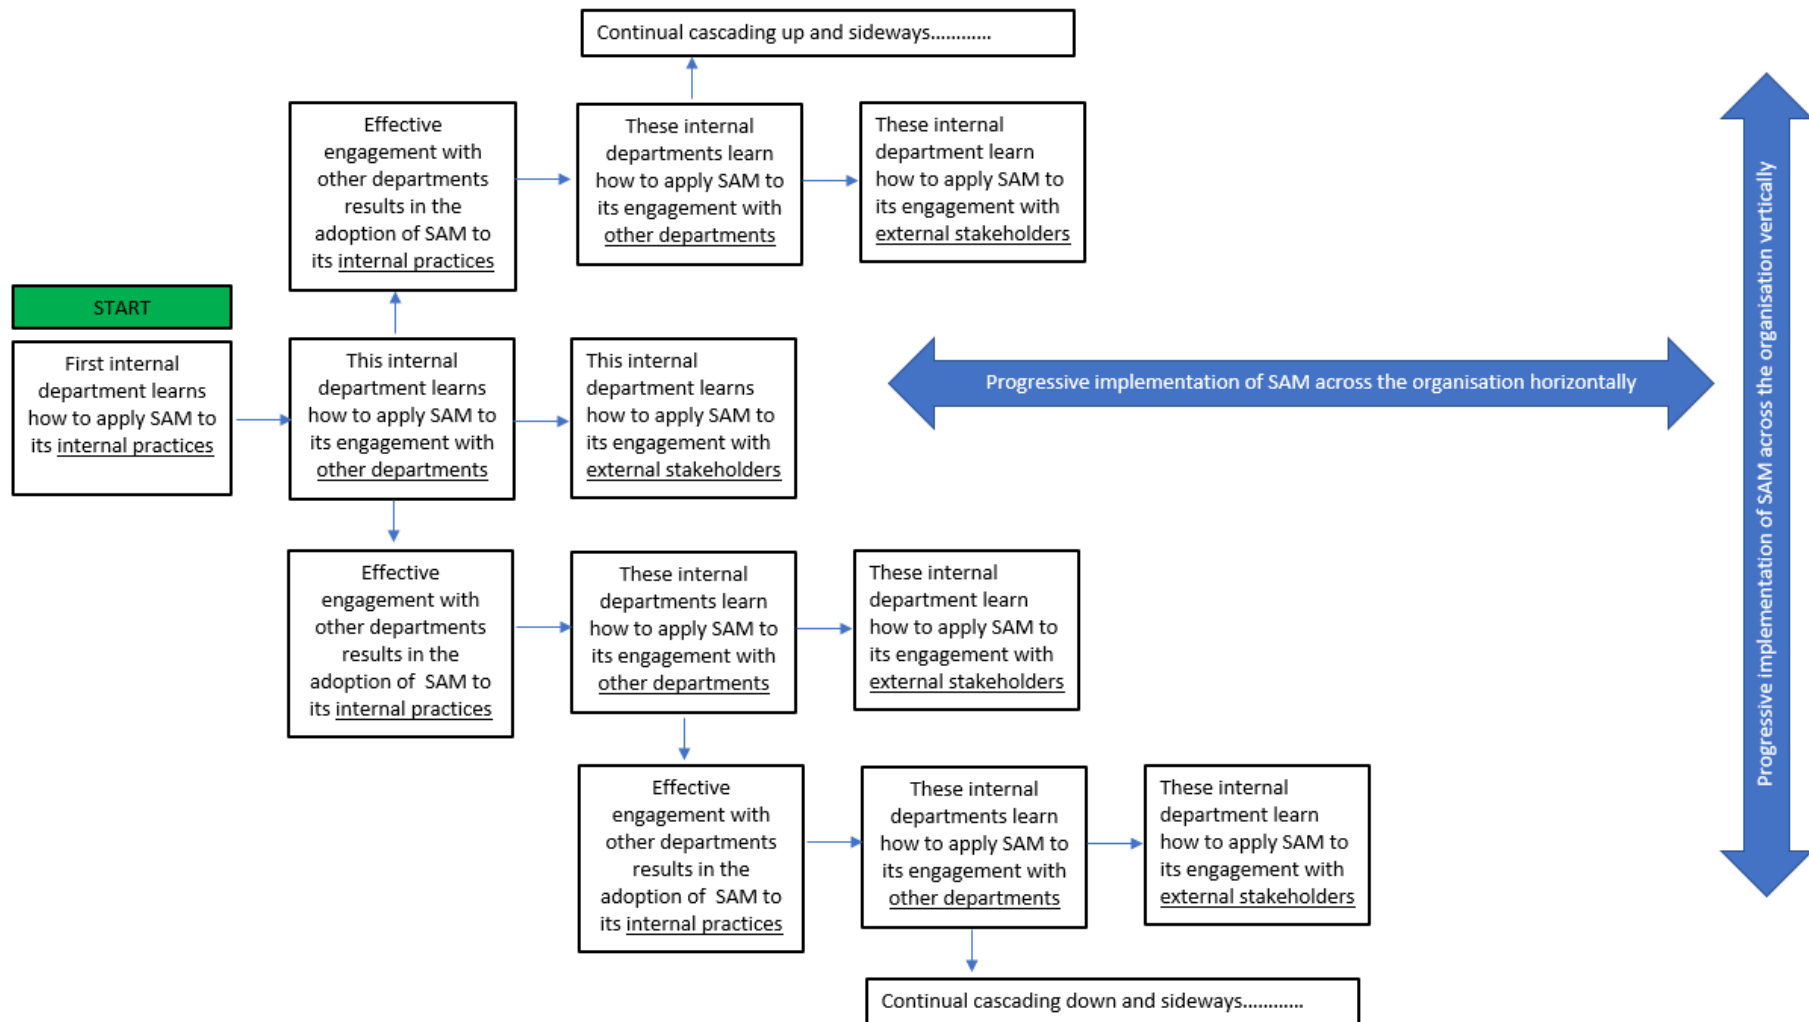 Continual cascading up and sideways............
Effective
engagement with
other departments
results in the
adoption of SAM to
its internal practices
These internal
departments learn
how to apply SAM to
its engagement with
other departments
These internal
department learn
how to apply SAM to
its engagement with
external stakeholders
START
First internal
department learns
how to apply SAM to
its internal practices
This internal
department learns
how to apply SAM to
its engagement with
other departments
This internal
department learns
how to apply SAM to
its engagement with
external stakeholders
Progressive implementation of SAM across the organisation horizontally
Progressive implementation of SAM across the organisation vertically
Effective
engagement with
other departments
results in the
adoption of  SAM to
its internal practices
These internal
departments learn
how to apply SAM to
its engagement with
other departments
These internal
department learn
how to apply SAM to
its engagement with
external stakeholders
Effective
engagement with
other departments
results in the
adoption of  SAM to
its internal practices
These internal
departments learn
how to apply SAM to
its engagement with
other departments
These internal
department learn
how to apply SAM to
its engagement with
external stakeholders
Continual cascading down and sideways............